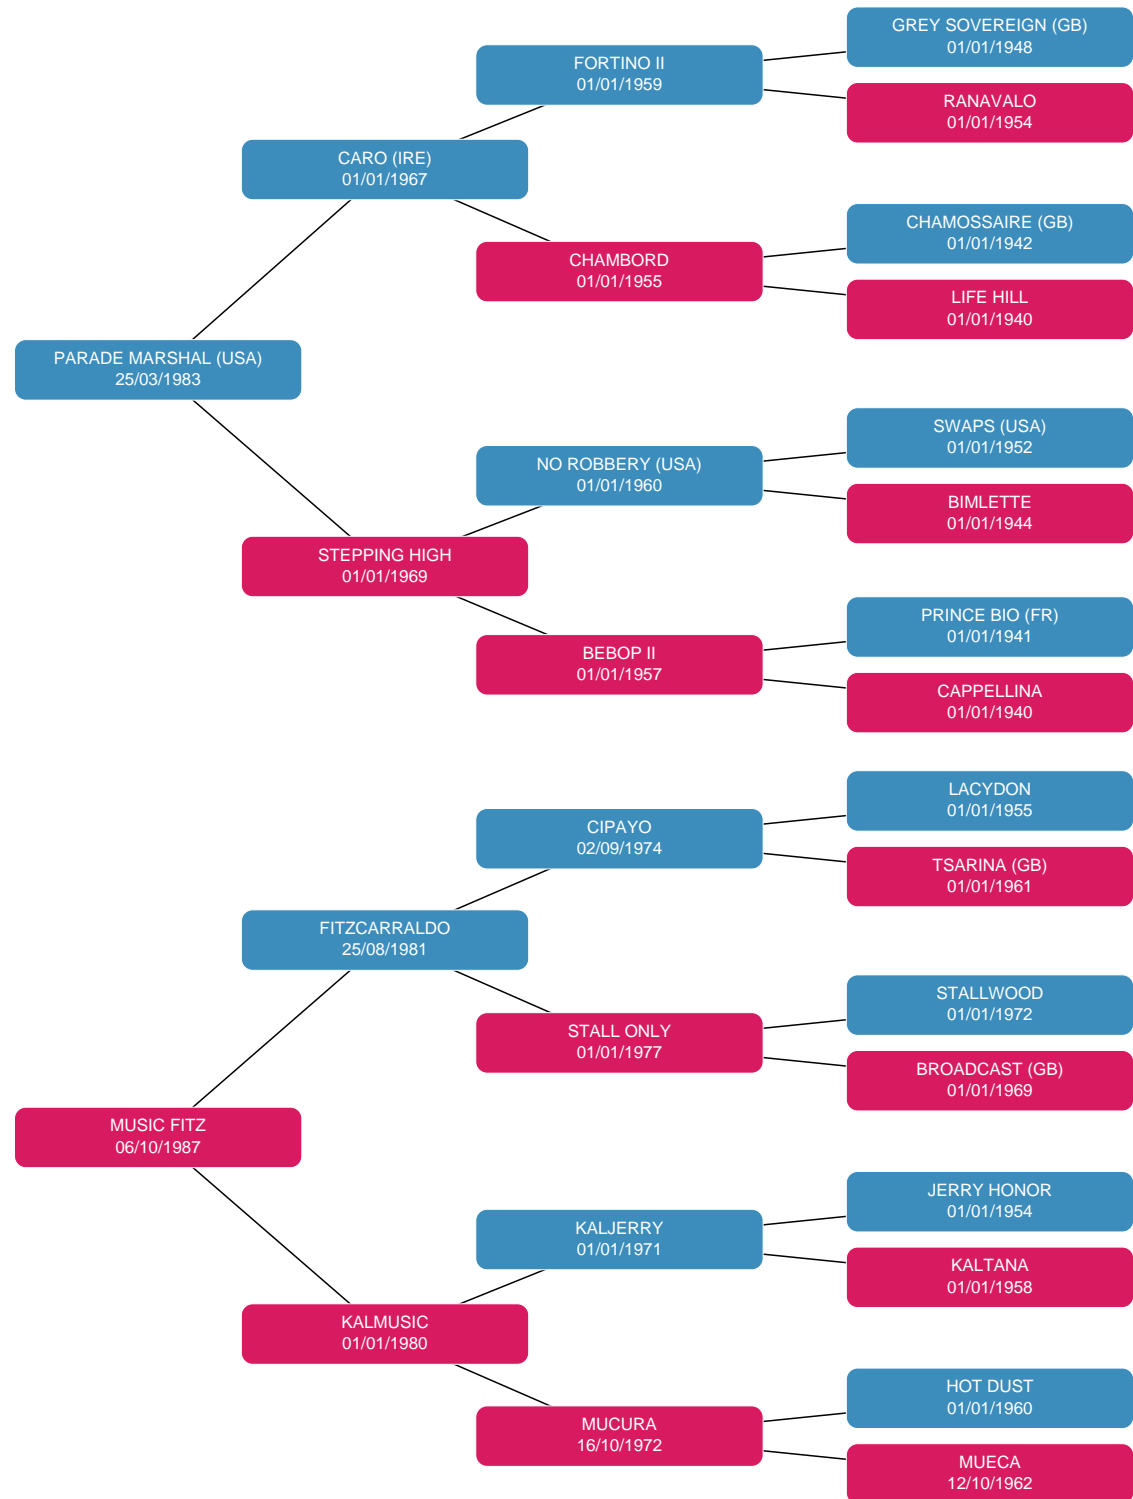 GREY SOVEREIGN (GB)
01/01/1948
FORTINO II
01/01/1959
RANAVALO
01/01/1954
CARO (IRE)
01/01/1967
CHAMOSSAIRE (GB)
01/01/1942
CHAMBORD
01/01/1955
LIFE HILL
01/01/1940
PARADE MARSHAL (USA)
25/03/1983
SWAPS (USA)
01/01/1952
NO ROBBERY (USA)
01/01/1960
BIMLETTE
01/01/1944
STEPPING HIGH
01/01/1969
PRINCE BIO (FR)
01/01/1941
BEBOP II
01/01/1957
CAPPELLINA
01/01/1940
LACYDON
01/01/1955
CIPAYO
02/09/1974
TSARINA (GB)
01/01/1961
FITZCARRALDO
25/08/1981
STALLWOOD
01/01/1972
STALL ONLY
01/01/1977
BROADCAST (GB)
01/01/1969
MUSIC FITZ
06/10/1987
JERRY HONOR
01/01/1954
KALJERRY
01/01/1971
KALTANA
01/01/1958
KALMUSIC
01/01/1980
HOT DUST
01/01/1960
MUCURA
16/10/1972
MUECA
12/10/1962